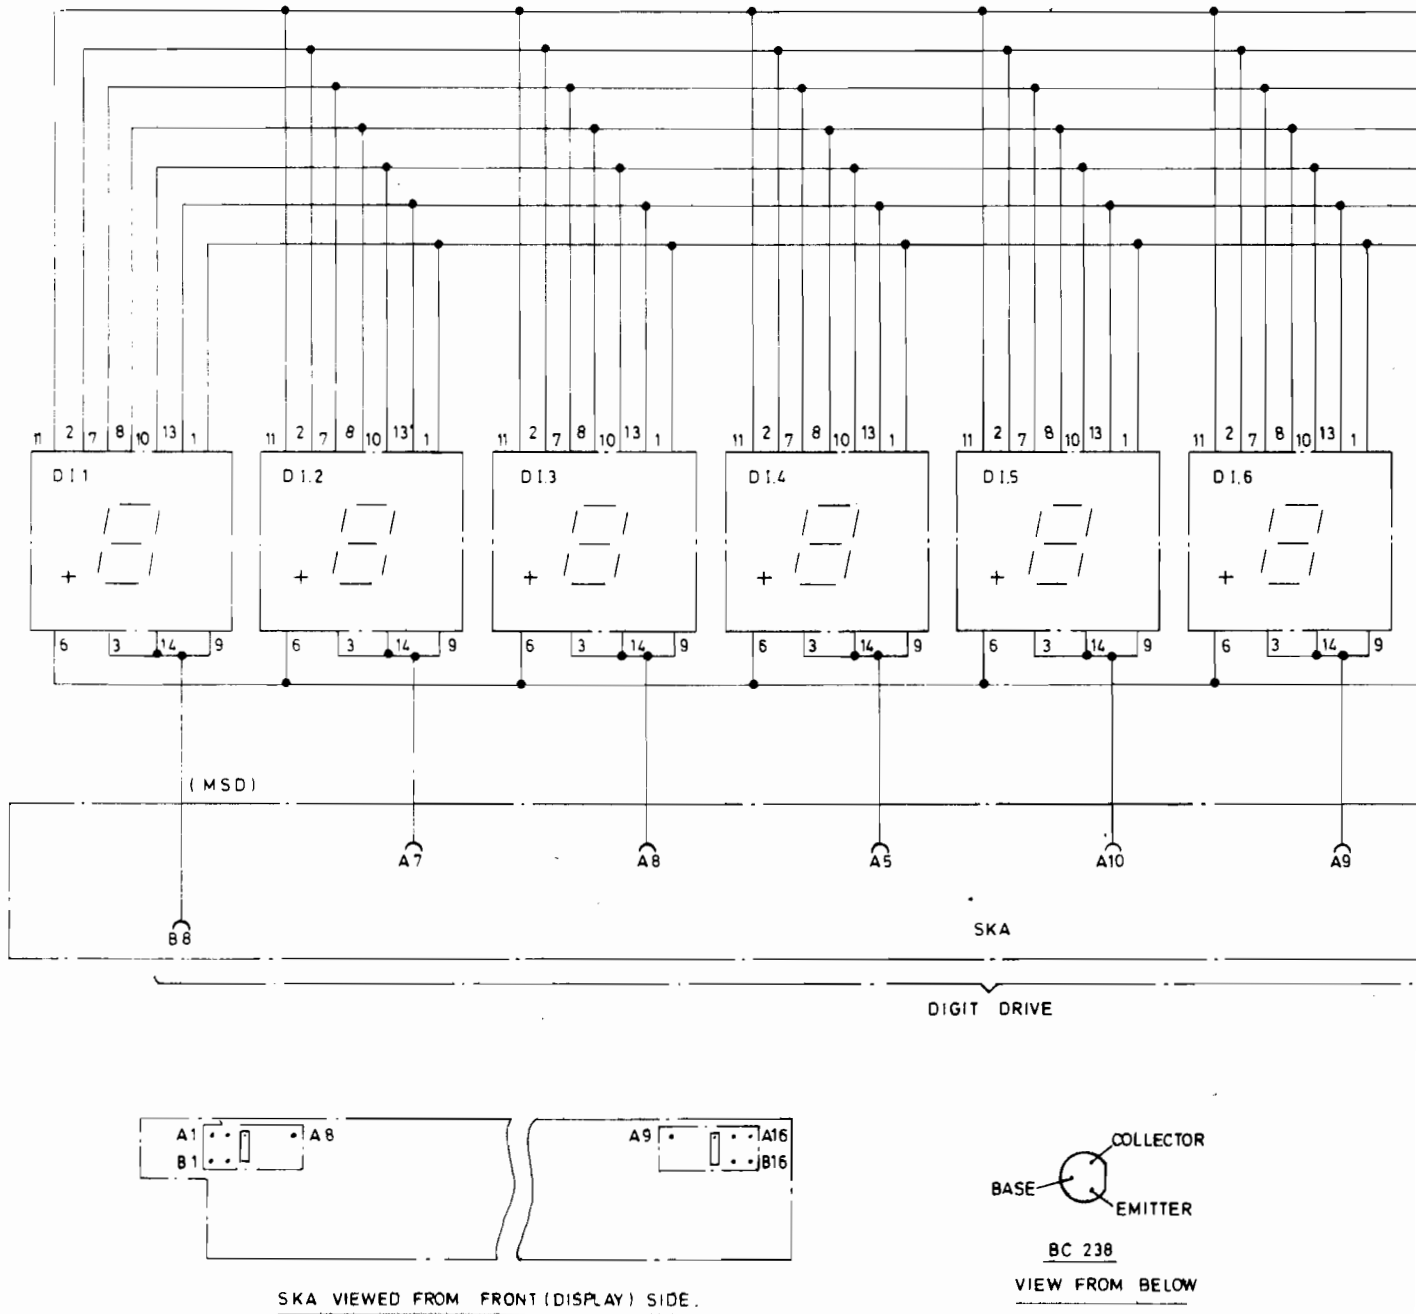 11 2 7 8 10 13 1 11 2 7 8 10 13 1 11 2 7 8 10 13 1 11 2 7 8 10 13 1 11 2 7 8 10 13 1 11 2 7 8 10 13 1
D I.1 D I.2 D I.3 D I.4 D I.5 D I.6
+ + + + + +
6 3 14 9 6 3 14 9 6 3 14 9 6 3 14 9 6 3 14 9 6 3 14 9
(MSD)
A7 A8 A5 A10 A9
B8 SKA
DIGIT DRIVE
A1 A8 A9 A16
B1 B16
COLLECTOR
BASE
EMITTER
BC 238
VIEW FROM BELOW
SKA VIEWED FROM FRONT (DISPLAY) SIDE.